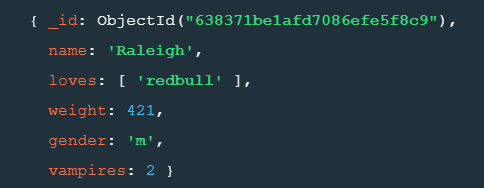 { _id: ObjectId("638371be1afd7086efe5f8c9"),
name: 'Raleigh',
loves: [ 'redbull' ],
weight: 421,
gender: 'm',
vampires: 2 }